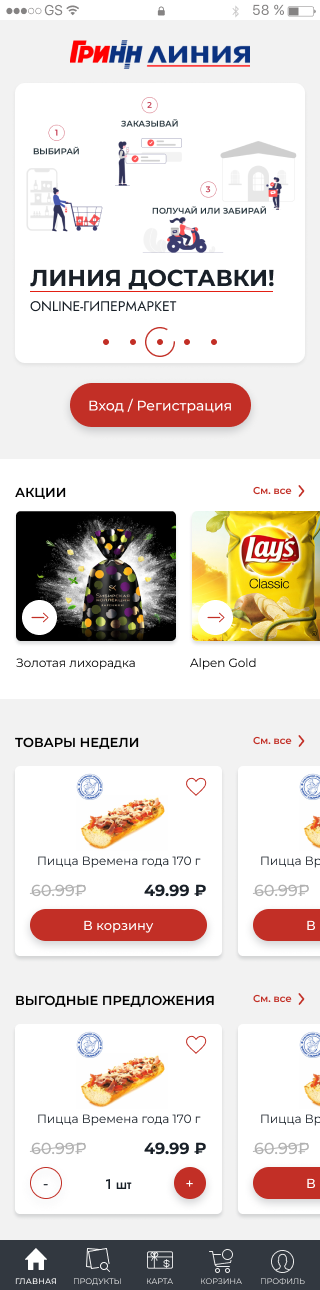 GS
58 %
ГРИНН ЛИНИЯ
1
ВЫБИРАЙ
2
ЗАКАЗЫВАЙ
3
ПОЛУЧАЙ ИЛИ ЗАБИРАЙ
ЛИНИЯ ДОСТАВКИ!
ONLINE-ГИПЕРМАРКЕТ
Вход / Регистрация
АКЦИИ
См. все
Lay's
Classic
Золотая лихорадка
Alpen Gold
ТОВАРЫ НЕДЕЛИ
См. все
Пицца Времена года 170 г
Пицца Вр
60.99₽
49.99 ₽
60.99₽
В корзину
В
ВЫГОДНЫЕ ПРЕДЛОЖЕНИЯ
См. все
Пицца Времена года 170 г
Пицца Вр
60.99₽
49.99 ₽
60.99₽
-
1 шт
+
В
ГЛАВНАЯ
ПРОДУКТЫ
КАРТА
КОРЗИНА
ПРОФИЛЬ